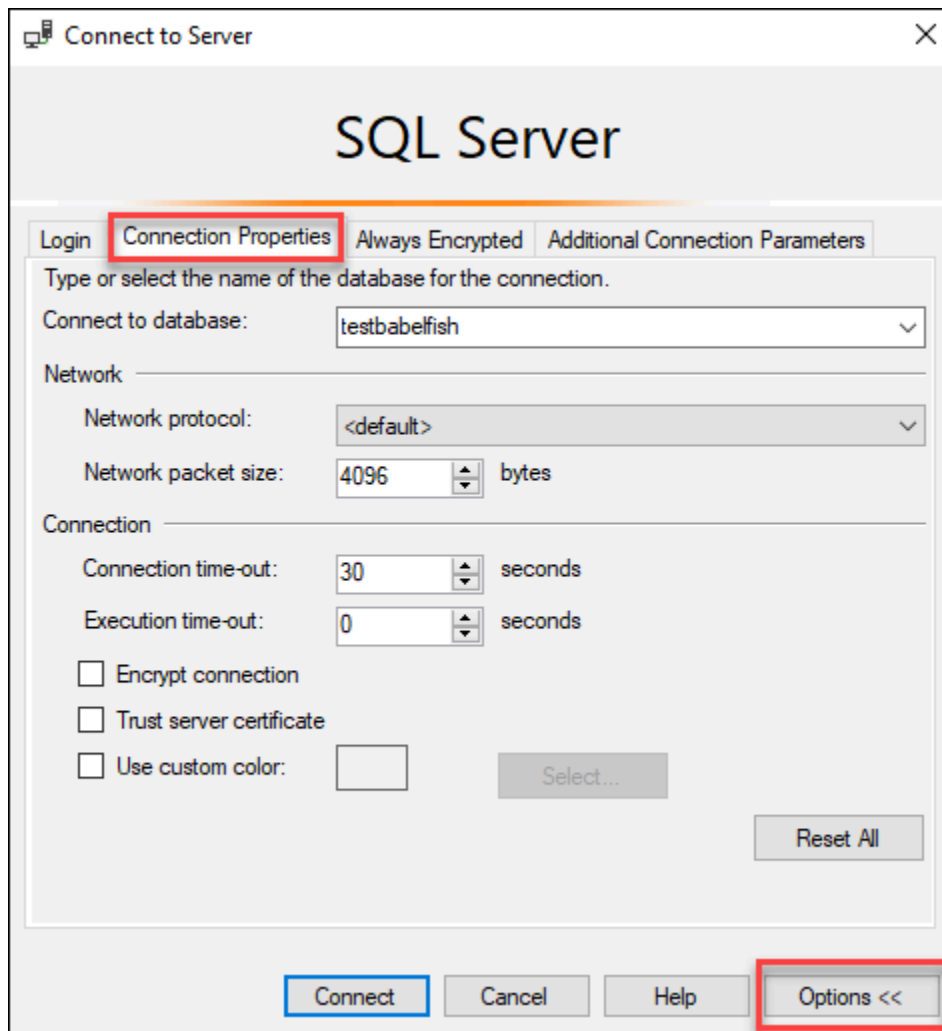 Connect to Server
SQL Server
Login Connection Properties Always Encrypted Additional Connection Parameters
Type or select the name of the database for the connection.
Connect to database: testbabelfish
Network
Network protocol: <default>
Network packet size: 4096 bytes
Connection
Connection time-out: 30 seconds
Execution time-out: 0 seconds
Encrypt connection
Trust server certificate
Use custom color: Select...
Reset All
Connect Cancel Help Options <<